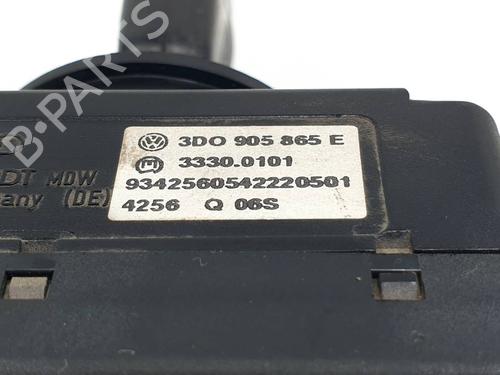 3D0 905 865 E
3330.0101
9342560542220501
4256 Q 06S
DT MDW
any (DE)
B-PARTS